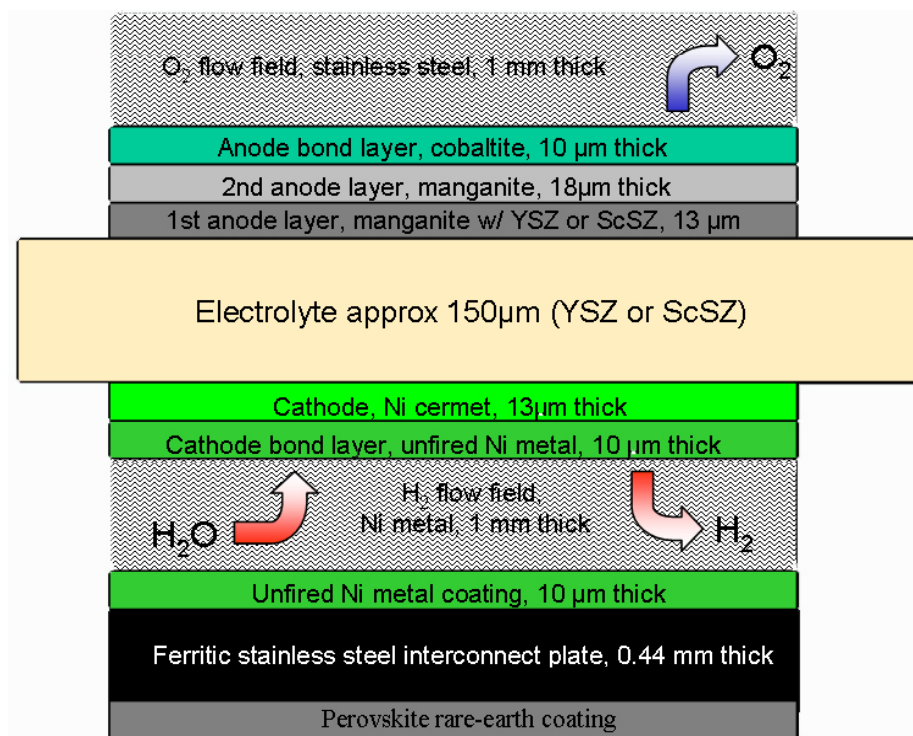 O₂ flow field, stainless steel, 1 mm thick
O₂
Anode bond layer, cobaltite, 10 µm thick
2nd anode layer, manganite, 18µm thick
1st anode layer, manganite w/ YSZ or ScSZ, 13 µm
Electrolyte approx 150µm (YSZ or ScSZ)
Cathode, Ni cermet, 13µm thick
Cathode bond layer, unfired Ni metal, 10 µm thick
H₂ flow field,
Ni metal, 1 mm thick
H₂O
H₂
Unfired Ni metal coating, 10 µm thick
Ferritic stainless steel interconnect plate, 0.44 mm thick
Perovskite rare-earth coating